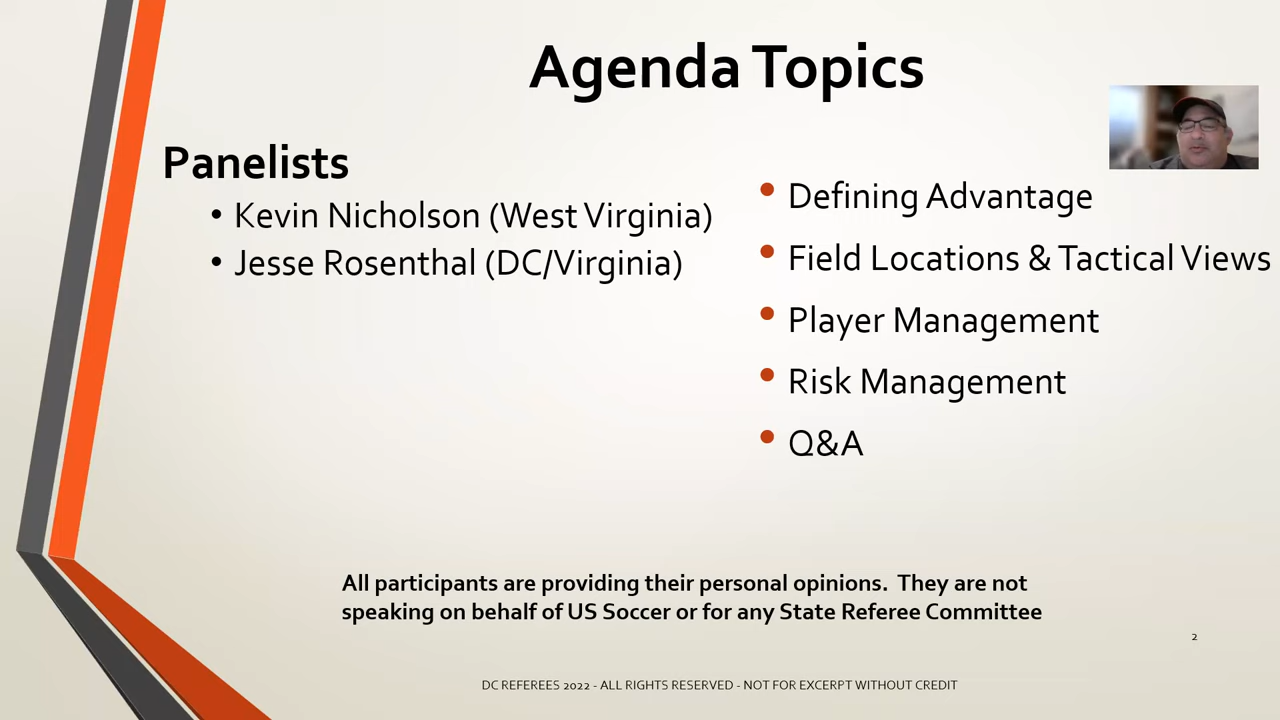 Agenda Topics
Panelists
• Kevin Nicholson (West Virginia)
• Jesse Rosenthal (DC/Virginia)
• Defining Advantage
• Field Locations & Tactical Views
• Player Management
• Risk Management
• Q&A
All participants are providing their personal opinions.  They are not
speaking on behalf of US Soccer or for any State Referee Committee
2
DC REFEREES 2022 - ALL RIGHTS RESERVED - NOT FOR EXCERPT WITHOUT CREDIT